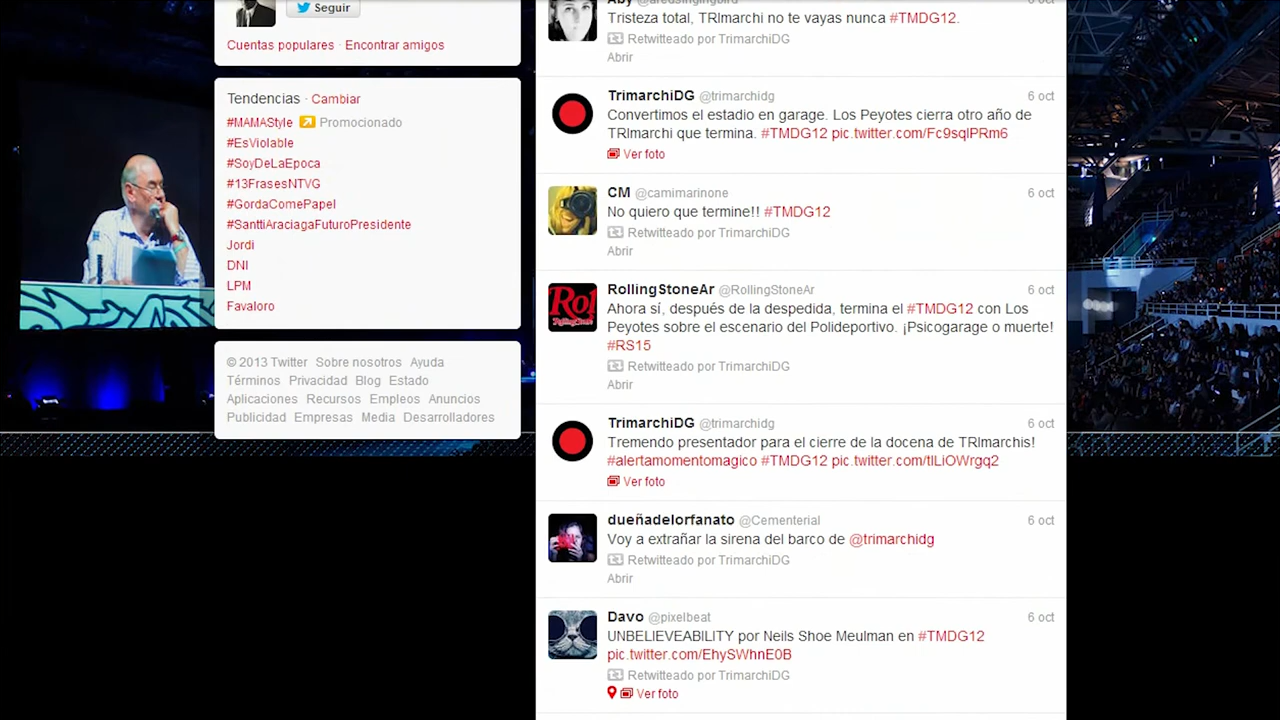 Seguir
Cuentas populares · Encontrar amigos
Tendencias · Cambiar
#MAMAStyle Promocionado
#EsViolable
#SoyDeLaEpoca
#13FrasesNTVG
#GordaComePapel
#SanttiAraciagaFuturoPresidente
Jordi
DNI
LPM
Favaloro
© 2013 Twitter Sobre nosotros Ayuda
Términos Privacidad Blog Estado
Aplicaciones Recursos Empleos Anuncios
Publicidad Empresas Media Desarrolladores
Tristeza total, TRImarchi no te vayas nunca #TMDG12.
Retwitteado por TrimarchiDG
Abrir
TrimarchiDG @trimarchidg 6 oct
Convertimos el estadio en garage. Los Peyotes cierra otro año de
TRImarchi que termina. #TMDG12 pic.twitter.com/Fc9sqlPRm6
Ver foto
CM @camimarinone 6 oct
No quiero que termine!! #TMDG12
Retwitteado por TrimarchiDG
Abrir
RollingStoneAr @RollingStoneAr 6 oct
Ahora sí, después de la despedida, termina el #TMDG12 con Los
Peyotes sobre el escenario del Polideportivo. ¡Psicogarage o muerte!
#RS15
Retwitteado por TrimarchiDG
Abrir
TrimarchiDG @trimarchidg 6 oct
Tremendo presentador para el cierre de la docena de TRImarchis!
#alertamomentomagico #TMDG12 pic.twitter.com/tlLiOWrgq2
Ver foto
dueñadelorfanato @Cementerial 6 oct
Voy a extrañar la sirena del barco de @trimarchidg
Retwitteado por TrimarchiDG
Abrir
Davo @pixelbeat 6 oct
UNBELIEVEABILITY por Neils Shoe Meulman en #TMDG12
pic.twitter.com/EhySWhnE0B
Retwitteado por TrimarchiDG
Ver foto